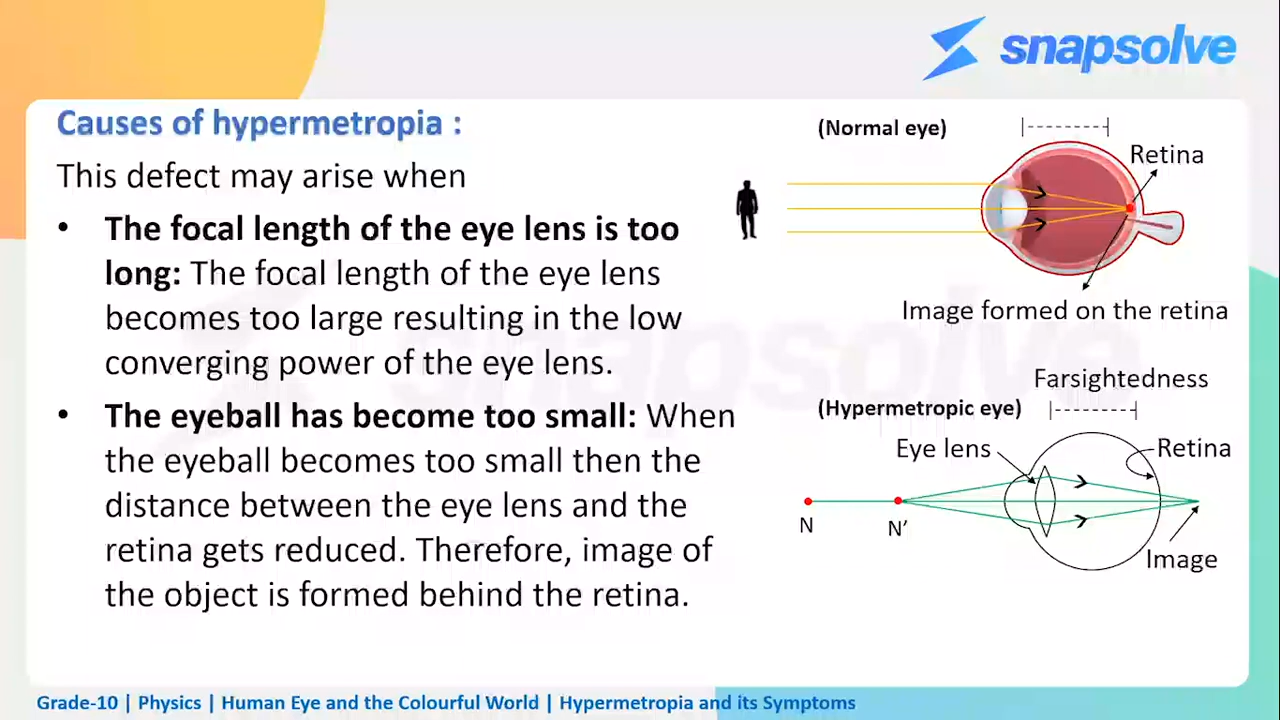 snapsolve
Causes of hypermetropia :
This defect may arise when
• The focal length of the eye lens is too
long: The focal length of the eye lens
becomes too large resulting in the low
converging power of the eye lens.
• The eyeball has become too small: When
the eyeball becomes too small then the
distance between the eye lens and the
retina gets reduced. Therefore, image of
the object is formed behind the retina.
(Normal eye)
Retina
Image formed on the retina
Farsightedness
(Hypermetropic eye)
Eye lens
Retina
N
N’
Image
snapsolve
Grade-10 | Physics | Human Eye and the Colourful World | Hypermetropia and its Symptoms